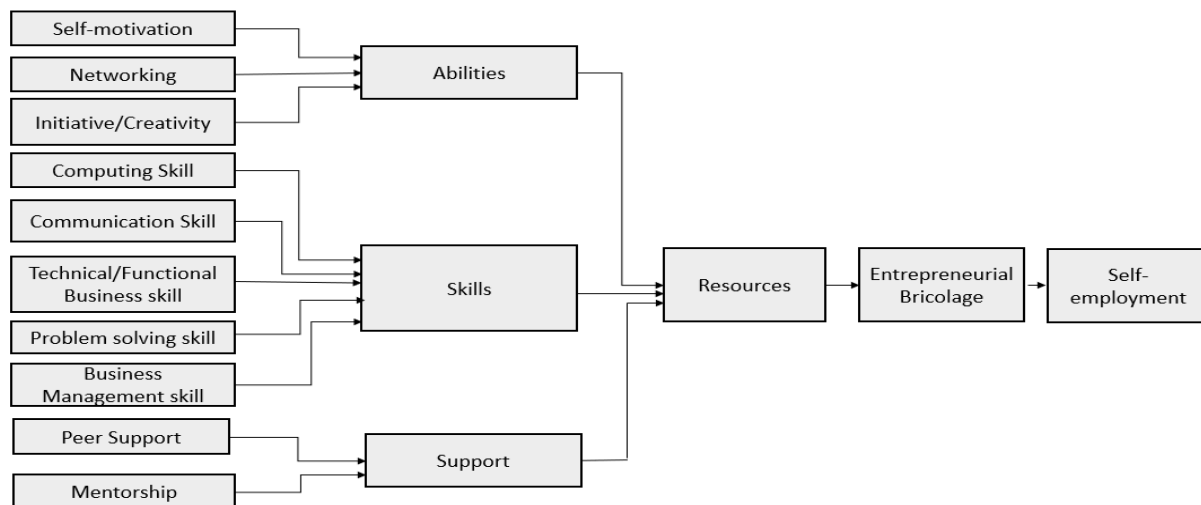 Self-motivation
Networking
Initiative/Creativity
Computing Skill
Communication Skill
Technical/Functional
Business skill
Problem solving skill
Business
Management skill
Peer Support
Mentorship
Abilities
Skills
Support
Resources
Entrepreneurial
Bricolage
Self-
employment